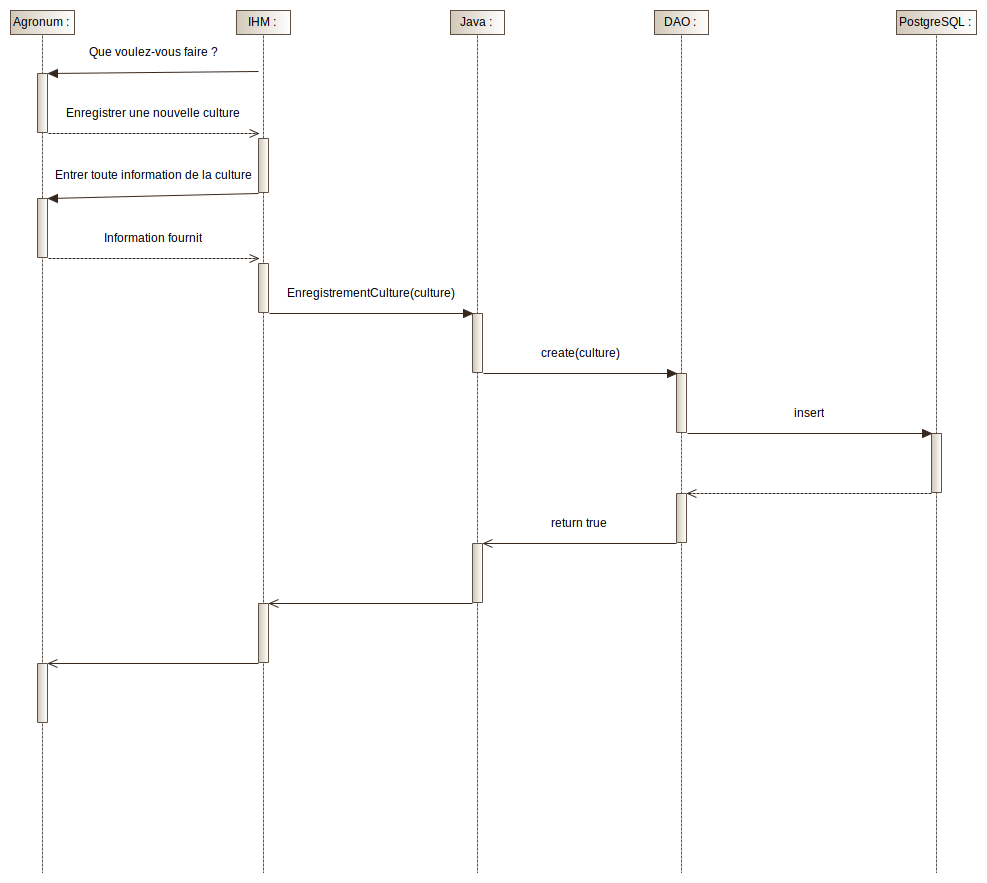 Agronum :
IHM :
Java :
DAO :
PostgreSQL :
Que voulez-vous faire ?
Enregistrer une nouvelle culture
Entrer toute information de la culture
Information fournit
EnregistrementCulture(culture)
create(culture)
insert
return true